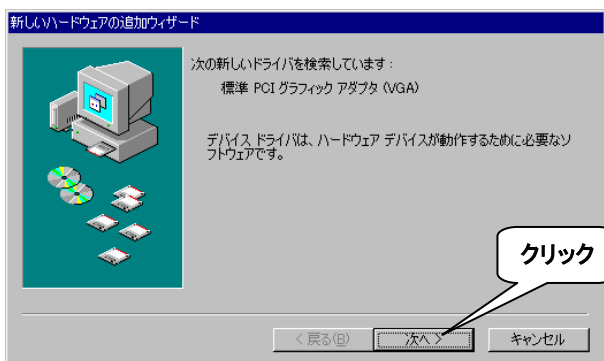 新しいハードウェアの追加ウィザード
次の新しいドライバを検索しています :
標準 PCI グラフィック アダプタ (VGA)
デバイス ドライバは、ハードウェア デバイスが動作するために必要なソ
フトウェアです。
クリック
< 戻る(B)
次へ >
キャンセル